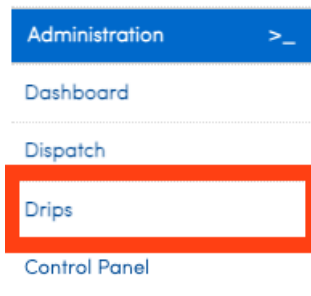 Administration >_
Dashboard
Dispatch
Drips
Control Panel